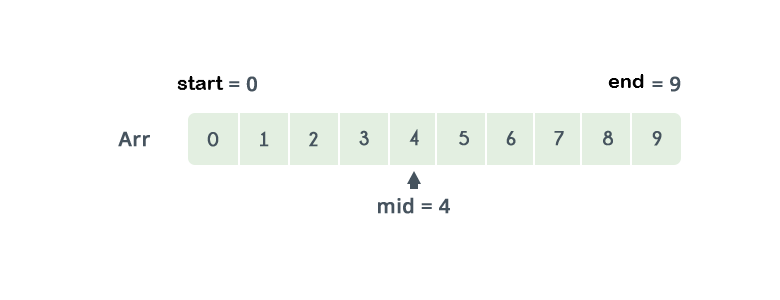 start = 0 end = 9
Arr 0 1 2 3 4 5 6 7 8 9
mid = 4